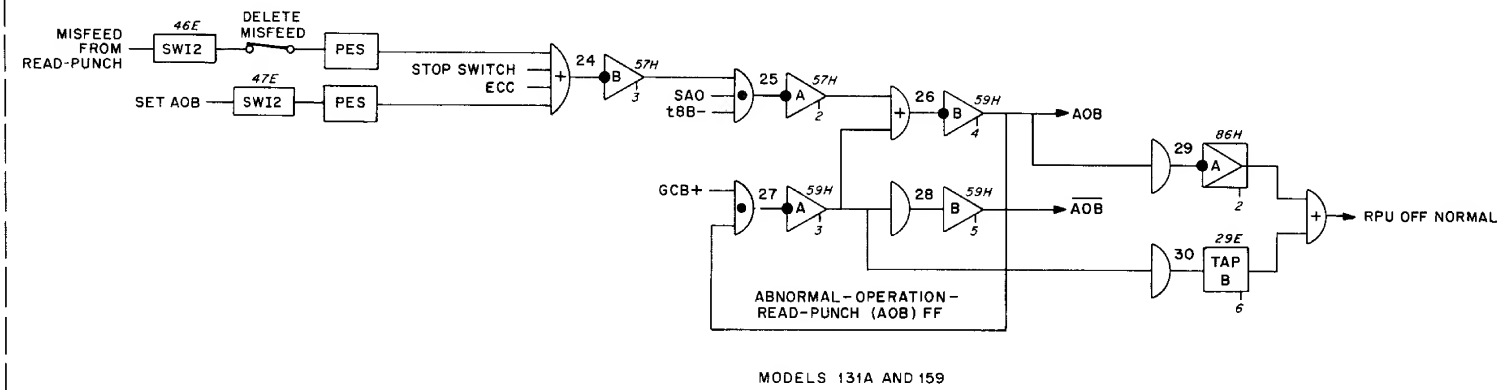 MISFEED
FROM
READ-PUNCH
46E
SWI2
DELETE
MISFEED
PES
SET AOB
47E
SWI2
PES
STOP SWITCH
ECC
+
24
B
57H
3
SAO
t8B-
25
A
57H
2
+
26
B
59H
4
AOB
GCB+
27
A
59H
3
28
B
59H
5
AOB
29
A
86H
2
30
29E
TAP
B
6
+
RPU OFF NORMAL
ABNORMAL-OPERATION-
READ-PUNCH (AOB) FF
MODELS 131A AND 159